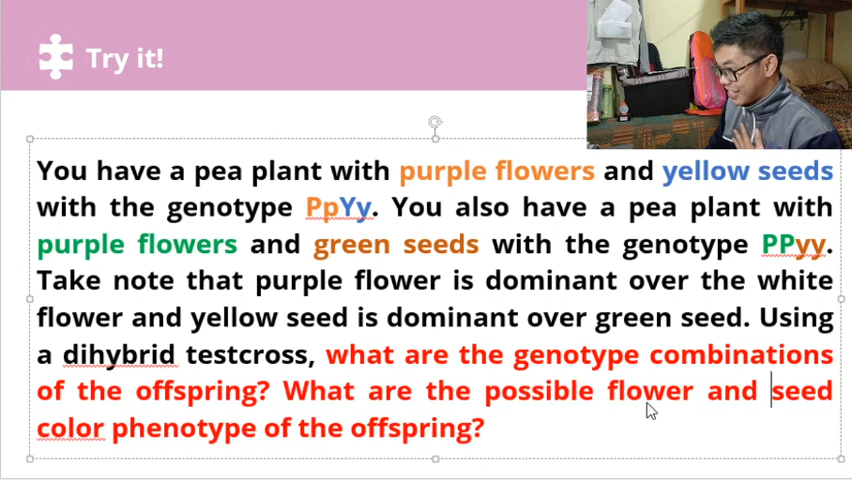 Try it!
You have a pea plant with purple flowers and yellow seeds
with the genotype PpYy. You also have a pea plant with
purple flowers and green seeds with the genotype PPyy.
Take note that purple flower is dominant over the white
flower and yellow seed is dominant over green seed. Using
a dihybrid testcross, what are the genotype combinations
of the offspring? What are the possible flower and seed
color phenotype of the offspring?